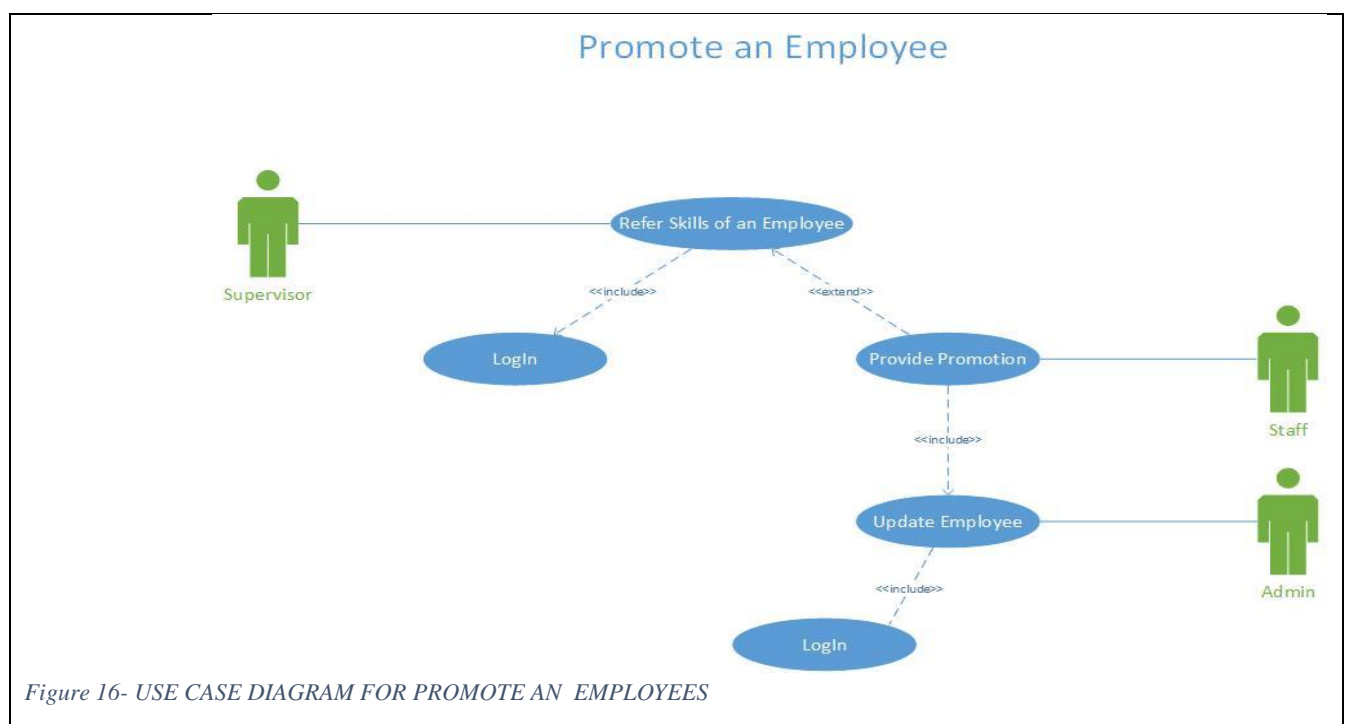 Promote an Employee
Refer Skills of an Employee
Supervisor
<<include>>
<<extend>>
LogIn
Provide Promotion
Staff
<<include>>
Update Employee
<<include>>
Admin
LogIn
Figure 16- USE CASE DIAGRAM FOR PROMOTE AN EMPLOYEES